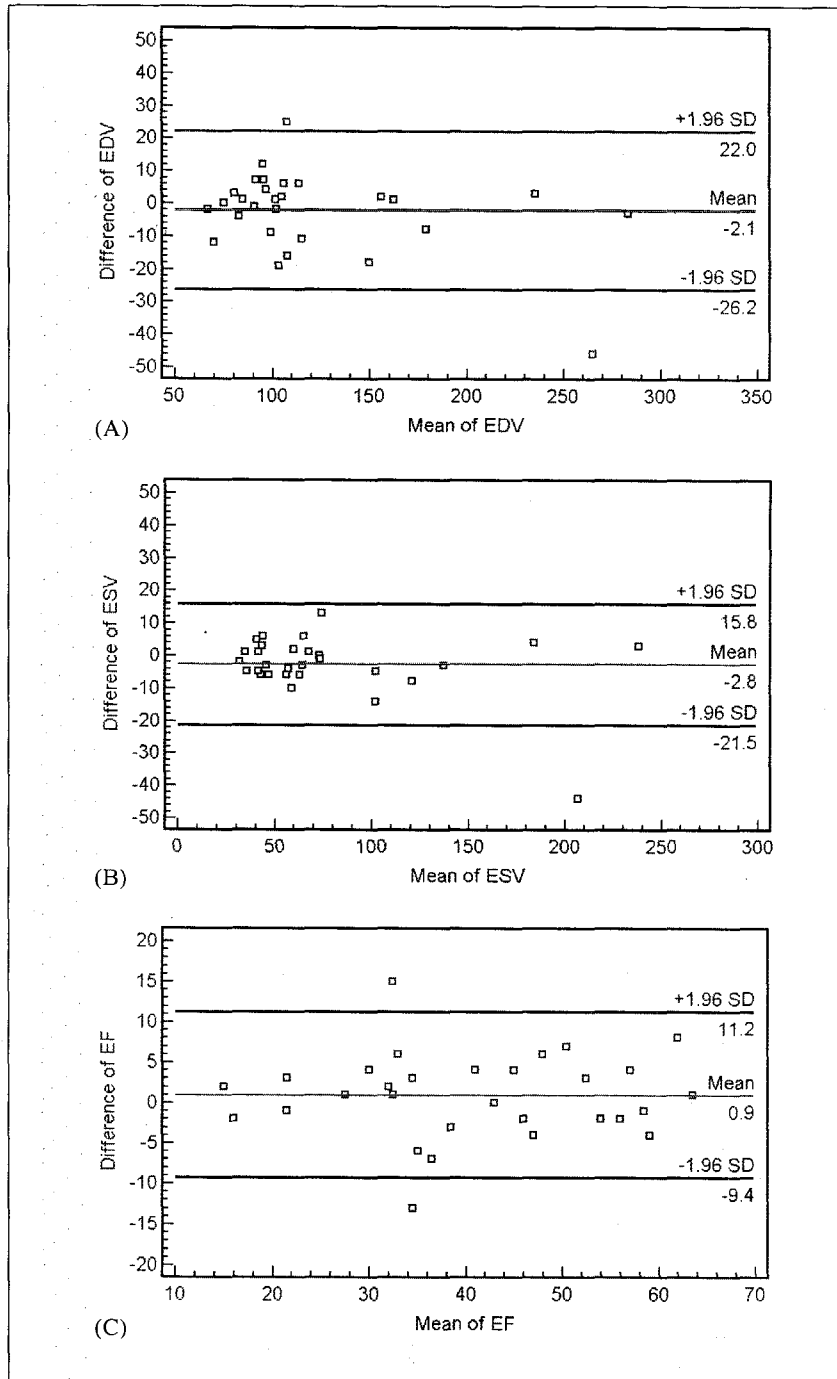 50
40
30
20
10
0
-10
-20
-30
-40
-50
Difference of EDV
+1.96 SD
22.0
Mean
-2.1
-1.96 SD
-26.2
50 100 150 200 250 300 350
Mean of EDV
(A)
50
40
30
20
10
0
-10
-20
-30
-40
-50
Difference of ESV
+1.96 SD
15.8
Mean
-2.8
-1.96 SD
-21.5
0 50 100 150 200 250 300
Mean of ESV
(B)
20
15
10
5
0
-5
-10
-15
-20
Difference of EF
+1.96 SD
11.2
Mean
0.9
-1.96 SD
-9.4
10 20 30 40 50 60 70
Mean of EF
(C)